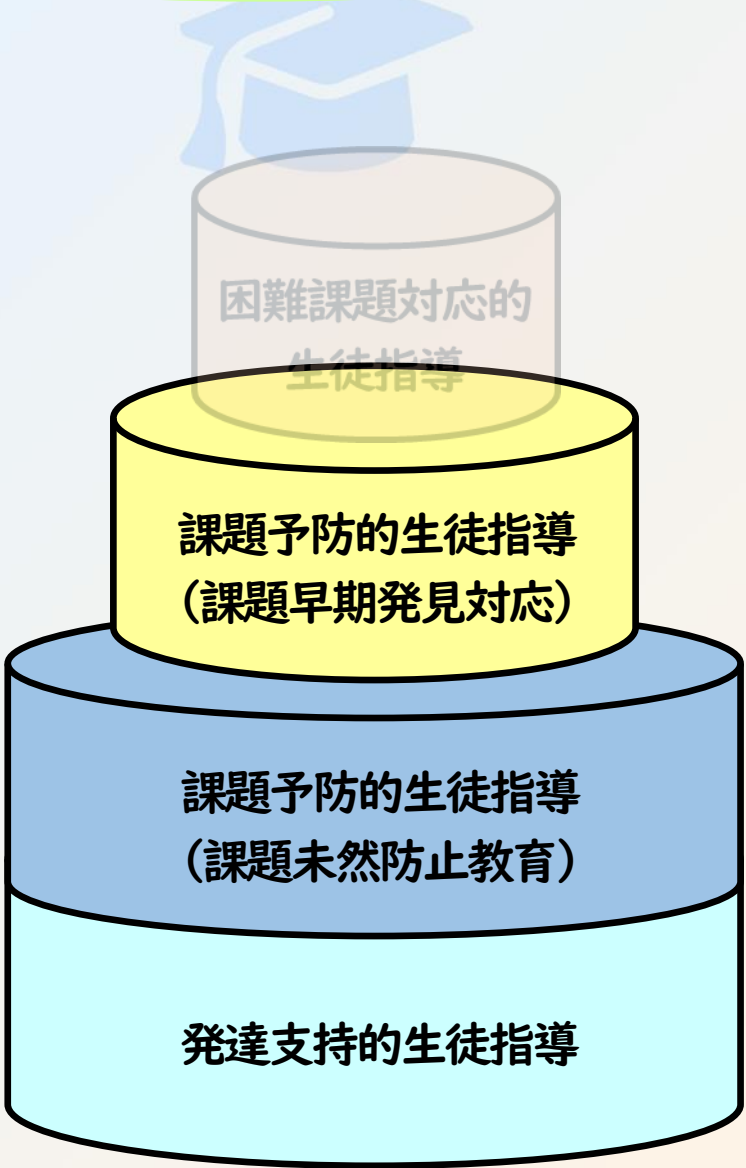 困難課題対応的
生徒指導
課題予防的生徒指導
（課題早期発見対応）
課題予防的生徒指導
（課題未然防止教育）
発達支持的生徒指導